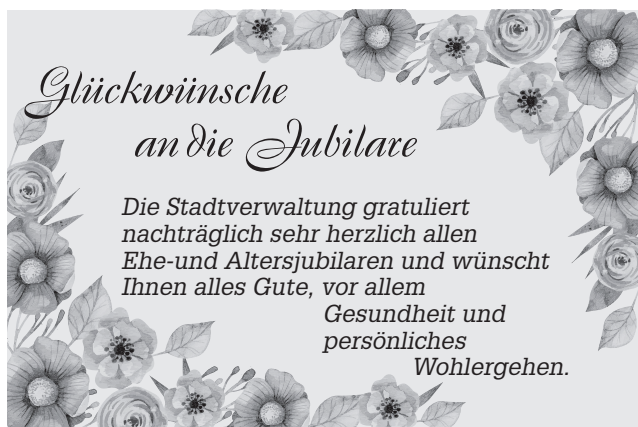 Glückwünsche
an die Jubilare
Die Stadtverwaltung gratuliert
nachträglich sehr herzlich allen
Ehe-und Altersjubilaren und wünscht
Ihnen alles Gute, vor allem
Gesundheit und
persönliches
Wohlergehen.